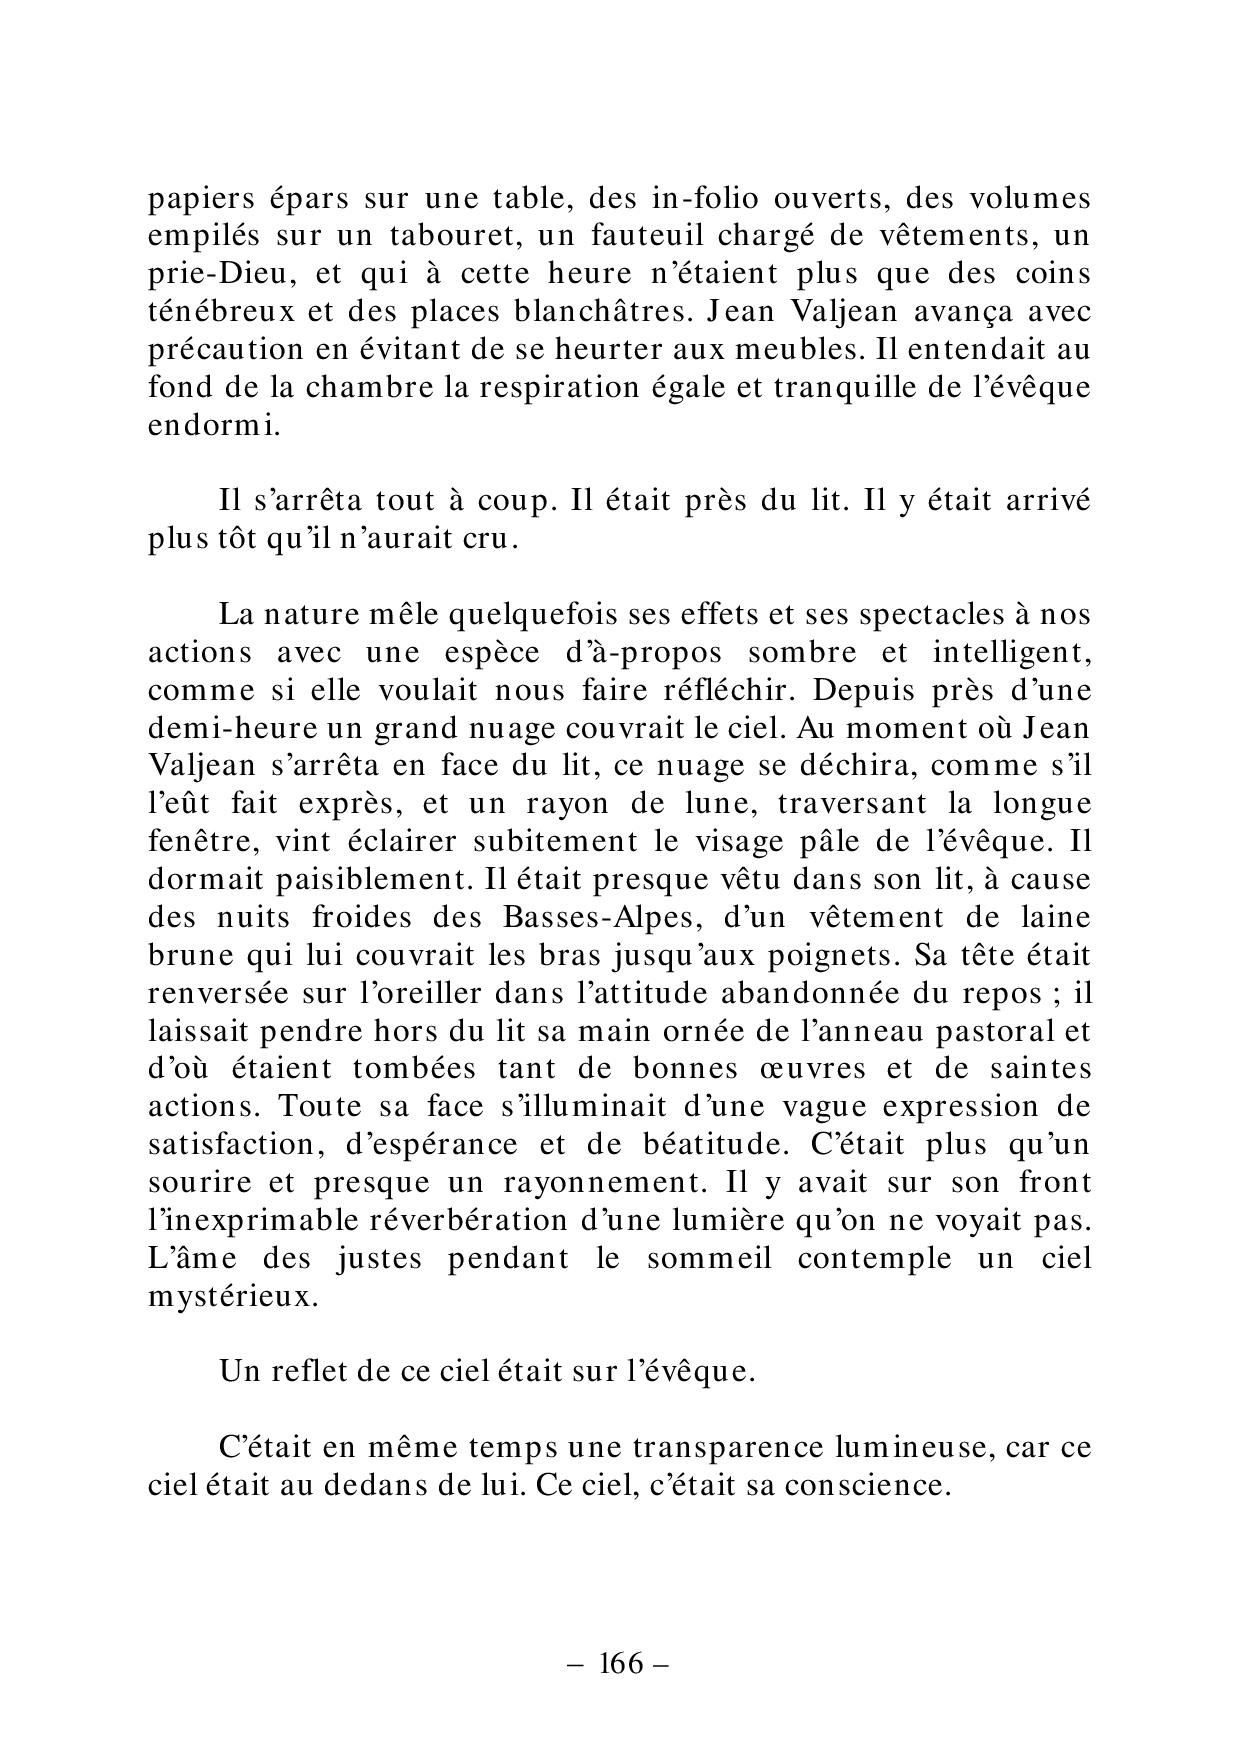 papiers épars sur une table, des in-folio ouverts, des volumes
empilés sur un tabouret, un fauteuil chargé de vêtements, un
prie-Dieu, et qui à cette heure n’étaient plus que des coins
ténébreux et des places blanchâtres. Jean Valjean avança avec
précaution en évitant de se heurter aux meubles. Il entendait au
fond de la chambre la respiration égale et tranquille de l’évêque
endormi.
Il s’arrêta tout à coup. Il était près du lit. Il y était arrivé
plus tôt qu’il n’aurait cru.
La nature mêle quelquefois ses effets et ses spectacles à nos
actions avec une espèce d’à-propos sombre et intelligent,
comme si elle voulait nous faire réfléchir. Depuis près d’une
demi-heure un grand nuage couvrait le ciel. Au moment où Jean
Valjean s’arrêta en face du lit, ce nuage se déchira, comme s’il
l’eût fait exprès, et un rayon de lune, traversant la longue
fenêtre, vint éclairer subitement le visage pâle de l’évêque. Il
dormait paisiblement. Il était presque vêtu dans son lit, à cause
des nuits froides des Basses-Alpes, d’un vêtement de laine
brune qui lui couvrait les bras jusqu’aux poignets. Sa tête était
renversée sur l’oreiller dans l’attitude abandonnée du repos ; il
laissait pendre hors du lit sa main ornée de l’anneau pastoral et
d’où étaient tombées tant de bonnes œuvres et de saintes
actions. Toute sa face s’illuminait d’une vague expression de
satisfaction, d’espérance et de béatitude. C’était plus qu’un
sourire et presque un rayonnement. Il y avait sur son front
l’inexprimable réverbération d’une lumière qu’on ne voyait pas.
L’âme des justes pendant le sommeil contemple un ciel
mystérieux.
Un reflet de ce ciel était sur l’évêque.
C’était en même temps une transparence lumineuse, car ce
ciel était au dedans de lui. Ce ciel, c’était sa conscience.
– 166 –